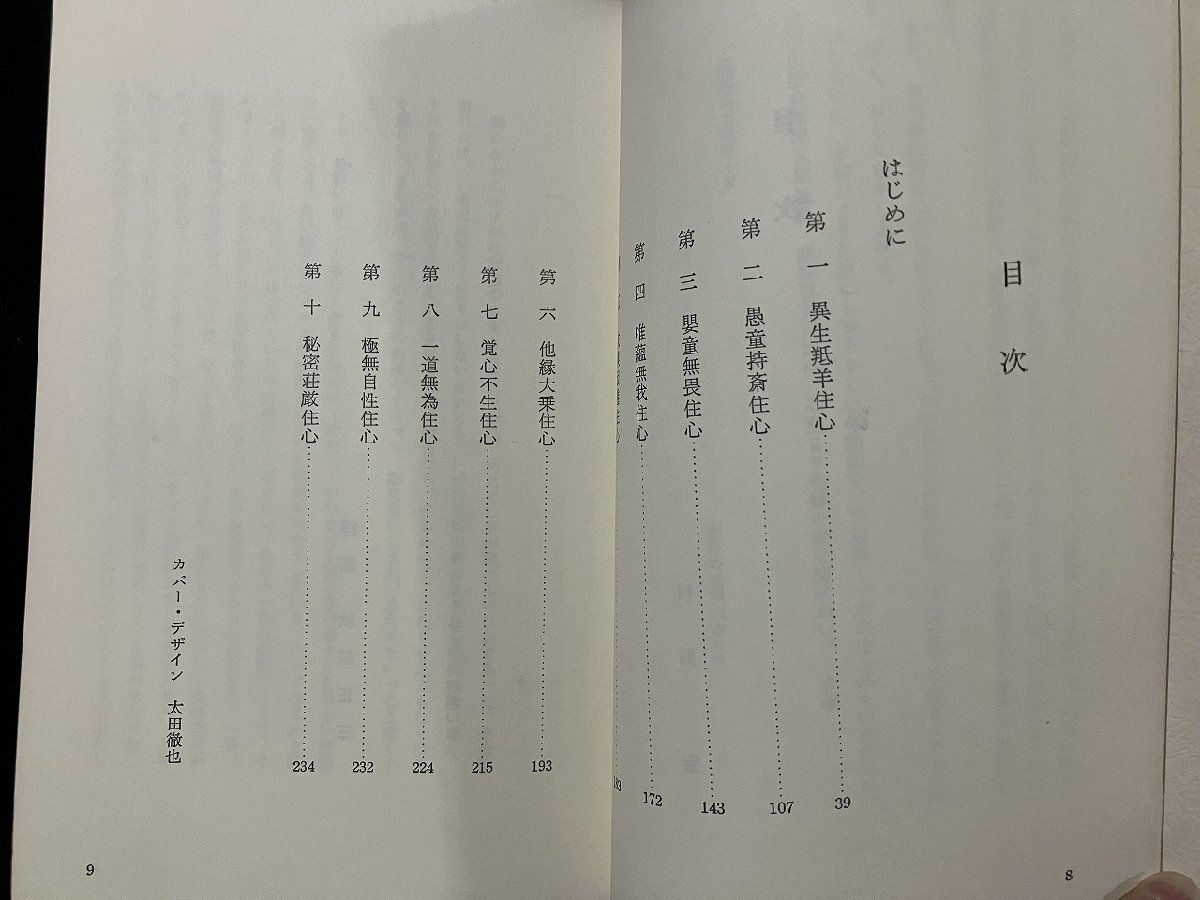 目次
はじめに
第一 異生羝羊住心……39
第二 愚童持斎住心……107
第三 嬰童無畏住心……143
第四 唯蘊無我住心……172
183
8
第六 他縁大乗住心……193
第七 覚心不生住心……215
第八 一道無為住心……224
第九 極無自性住心……232
第十 秘密荘厳住心……234
カバー・デザイン 太田徹也
9